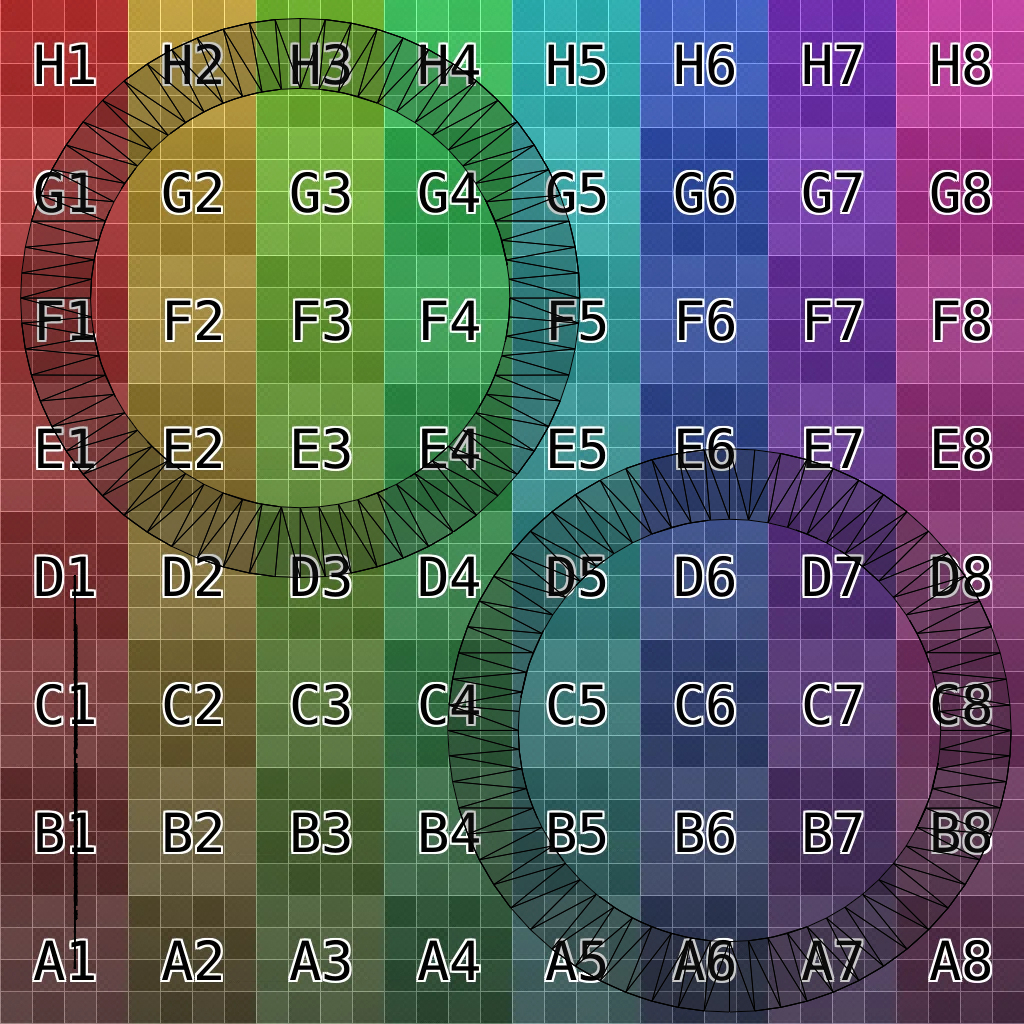 H1 H2 H3 H4 H5 H6 H7 H8
G1 G2 G3 G4 G5 G6 G7 G8
F1 F2 F3 F4 F5 F6 F7 F8
E1 E2 E3 E4 E5 E6 E7 E8
D1 D2 D3 D4 D5 D6 D7 D8
C1 C2 C3 C4 C5 C6 C7 C8
B1 B2 B3 B4 B5 B6 B7 B8
A1 A2 A3 A4 A5 A6 A7 A8